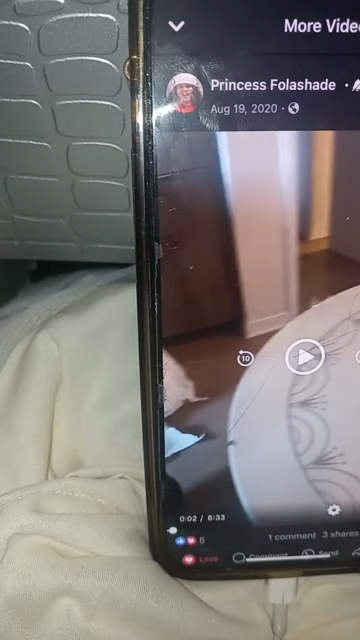 More Vide
Princess Folashade ·
Aug 19, 2020 ·
10
0:02 / 6:33
5
1 comment 3 shares
Love Comment Send